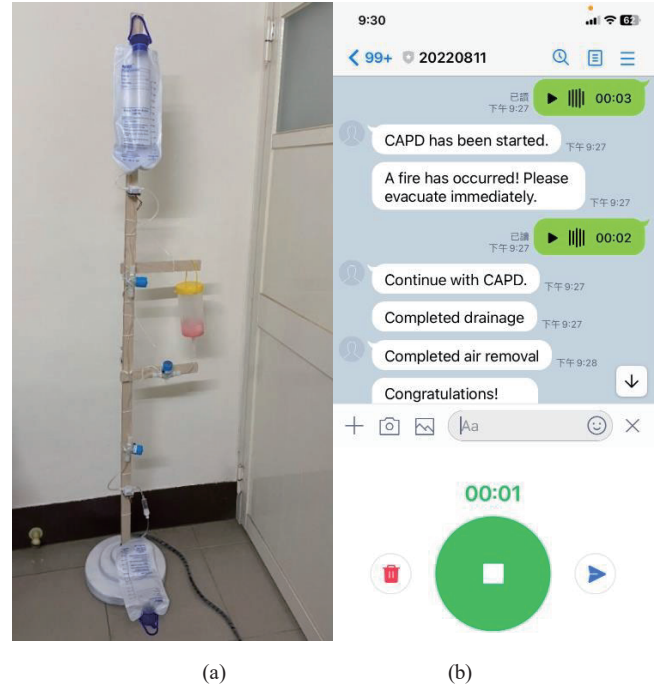 9:30
62
99+ 20220811
已讀
下午 9:27
00:03
CAPD has been started.
下午 9:27
A fire has occurred! Please
evacuate immediately.
下午 9:27
已讀
下午 9:27
00:02
Continue with CAPD.
下午 9:27
Completed drainage
下午 9:27
Completed air removal
下午 9:28
Congratulations!
Aa
00:01
(a)
(b)